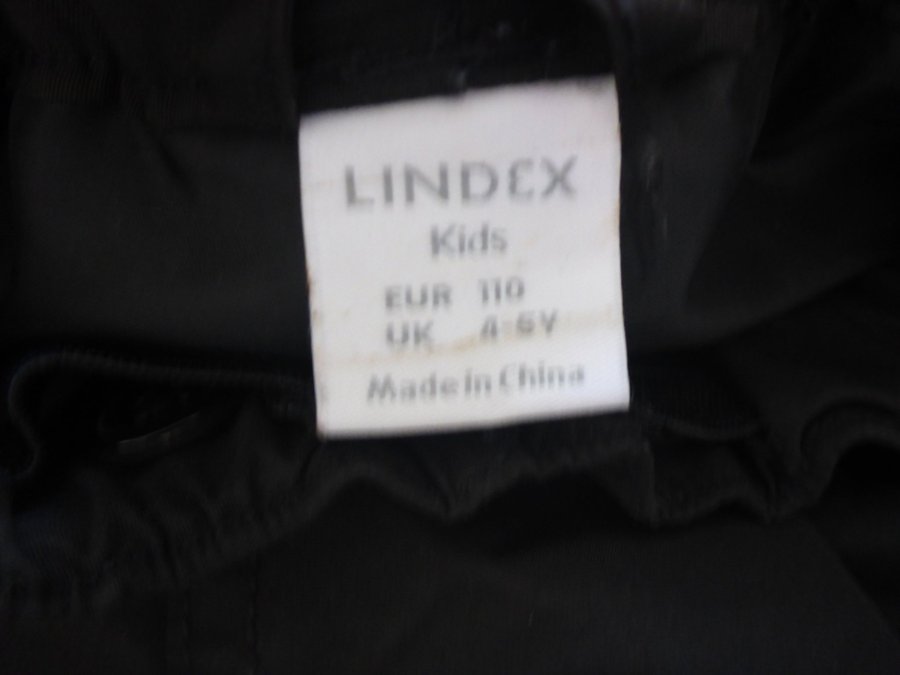 LINDEX
Kids
EUR 110
UK 4-5Y
Made in China